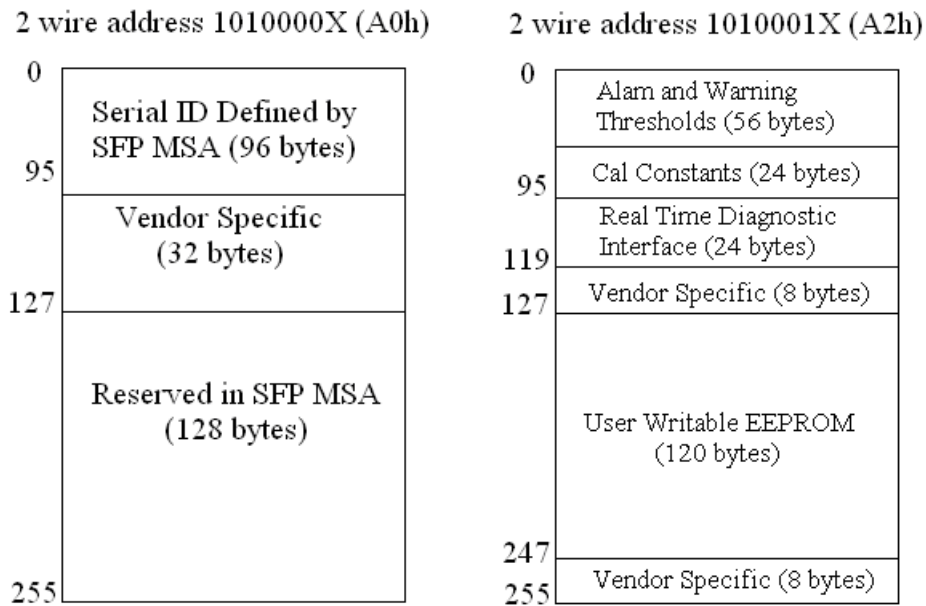 2 wire address 1010000X (A0h)
0
Serial ID Defined by
SFP MSA (96 bytes)
95
Vendor Specific
(32 bytes)
127
Reserved in SFP MSA
(128 bytes)
255
2 wire address 1010001X (A2h)
0
Alam and Warning
Thresholds (56 bytes)
Cal Constants (24 bytes)
95
Real Time Diagnostic
Interface (24 bytes)
119
Vendor Specific (8 bytes)
127
User Writable EEPROM
(120 bytes)
247
Vendor Specific (8 bytes)
255